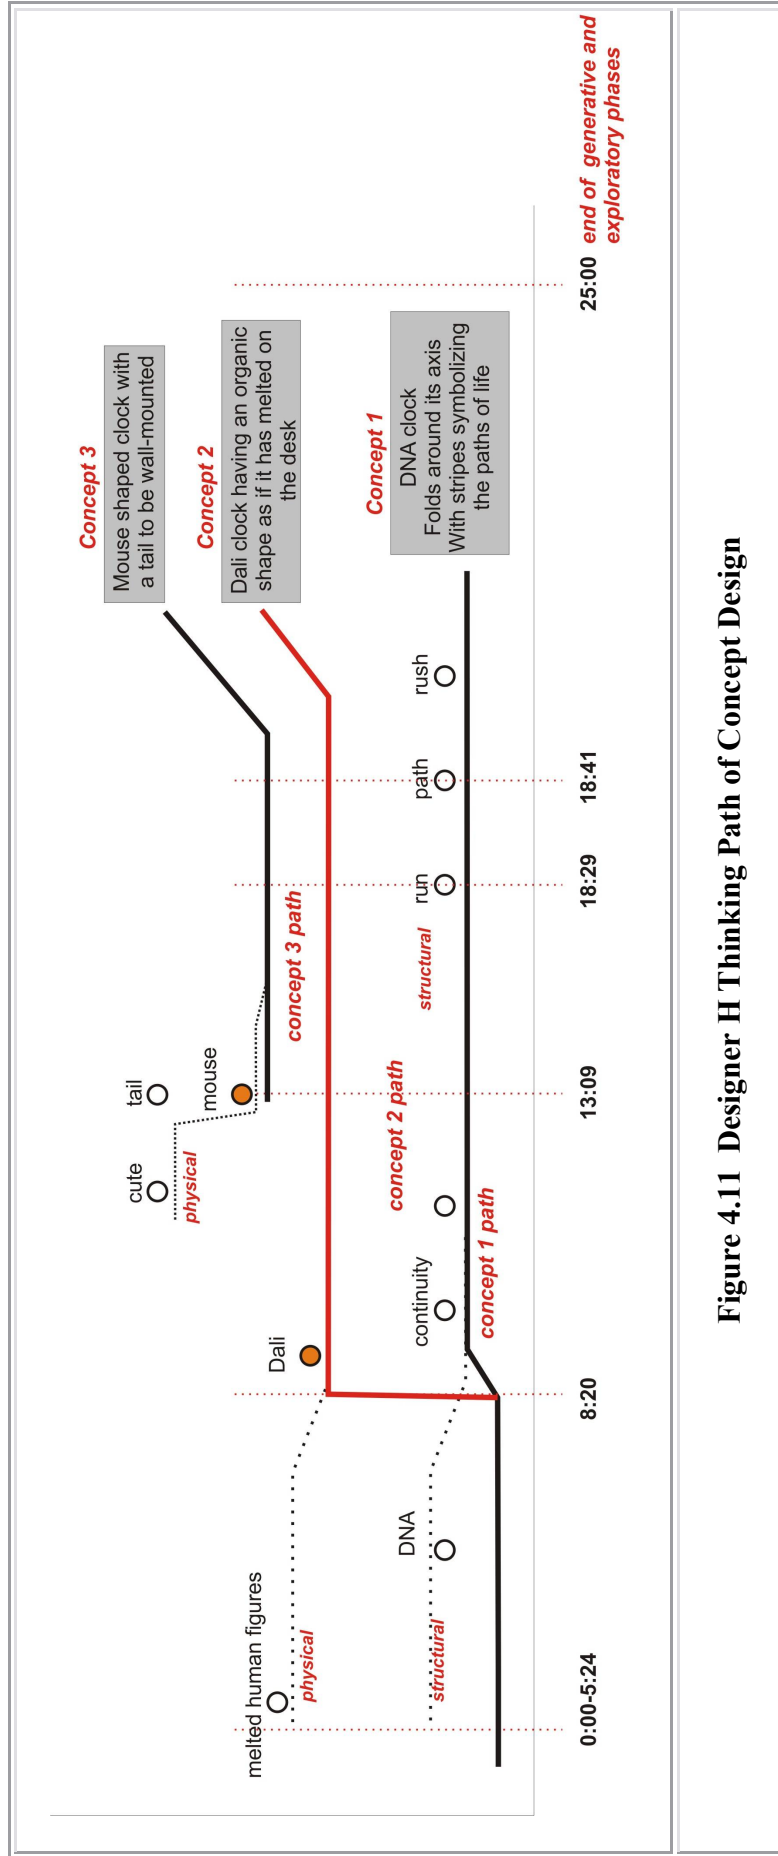 Concept 3
Mouse shaped clock with
a tail to be wall-mounted
Concept 2
Dali clock having an organic
shape as if it has melted on
the desk
Concept 1
DNA clock
Folds around its axis
With stripes symbolizing
the paths of life
cute
tail
physical
mouse
concept 3 path
melted human figures
physical
Dali
concept 2 path
structural
DNA
continuity
structural
run
path
rush
concept 1 path
0:00-5:24
8:20
13:09
18:29
18:41
25:00
end of generative and
exploratory phases
Figure 4.11 Designer H Thinking Path of Concept Design